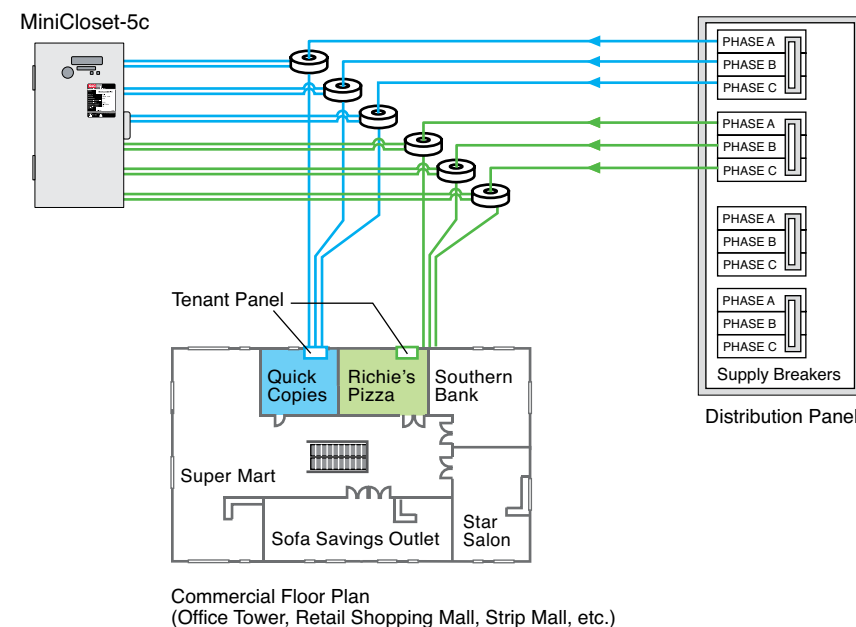 MiniCloset-5c
PHASE A
PHASE B
PHASE C
PHASE A
PHASE B
PHASE C
PHASE A
PHASE B
PHASE C
PHASE A
PHASE B
PHASE C
Supply Breakers
Distribution Panel
Tenant Panel
Quick
Copies
Richie's
Pizza
Southern
Bank
Super Mart
Sofa Savings Outlet
Star
Salon
Commercial Floor Plan
(Office Tower, Retail Shopping Mall, Strip Mall, etc.)